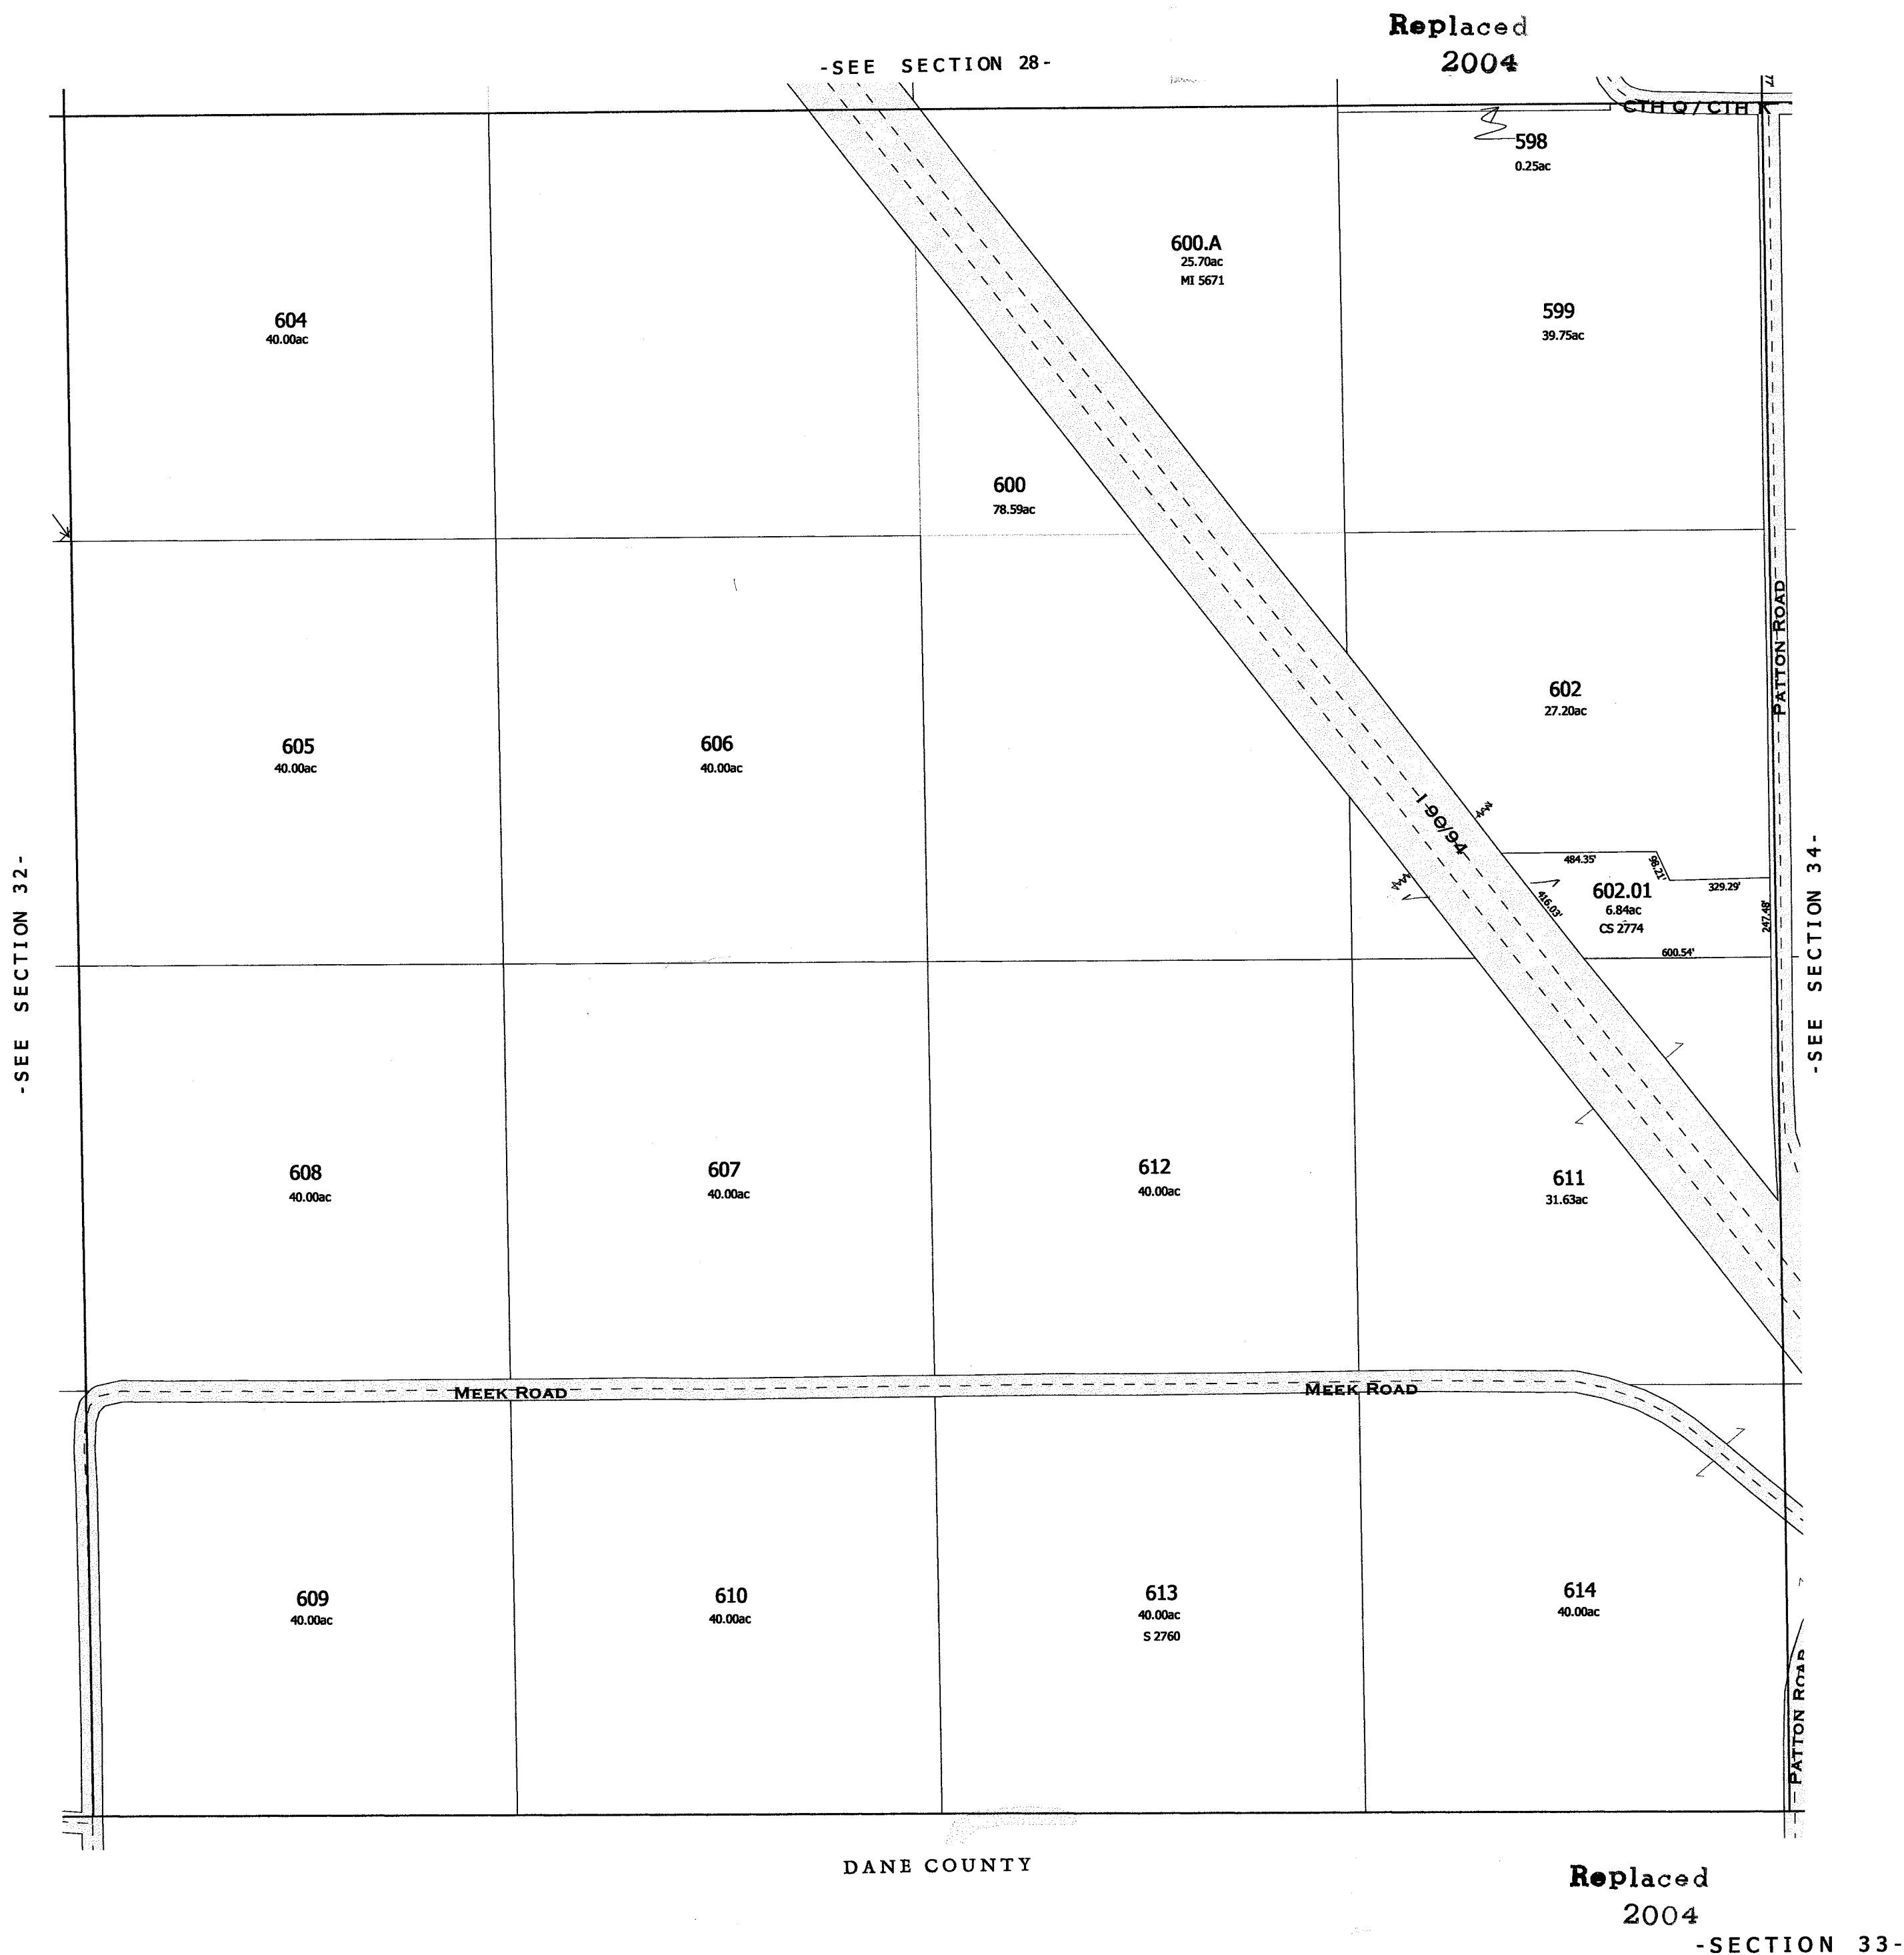 Replaced
2004
-SEE SECTION 28-
CTH Q / CTH K
598
0.25ac
600.A
25.70ac
MI 5671
604
40.00ac
599
39.75ac
600
78.59ac
PATTON ROAD
602
27.20ac
605
40.00ac
606
40.00ac
I-90/94
484.35'
98.21'
329.29'
416.03'
602.01
6.84ac
CS 2774
247.48'
600.54'
-SEE SECTION 32-
-SEE SECTION 34-
608
40.00ac
607
40.00ac
612
40.00ac
611
31.63ac
MEEK ROAD
MEEK ROAD
609
40.00ac
610
40.00ac
613
40.00ac
S 2760
614
40.00ac
PATTON ROAD
DANE COUNTY
Replaced
2004
-SECTION 33-